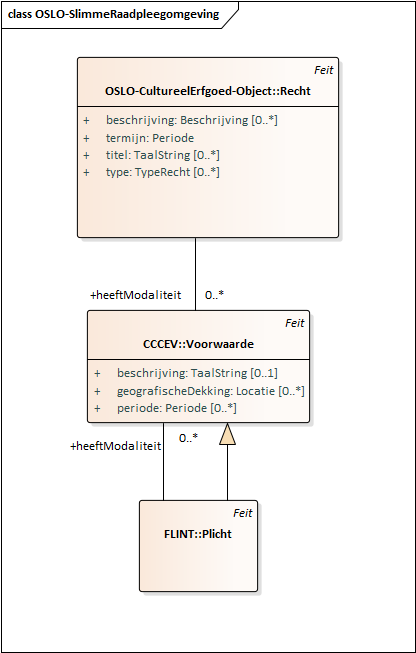 class OSLO-SlimmeRaadpleegomgeving
Feit
OSLO-CultureelErfgoed-Object::Recht
+ beschrijving: Beschrijving [0..*]
+ termijn: Periode
+ titel: TaalString [0..*]
+ type: TypeRecht [0..*]
+heeftModaliteit 0..*
Feit
CCCEV::Voorwaarde
+ beschrijving: TaalString [0..1]
+ geografischeDekking: Locatie [0..*]
+ periode: Periode [0..*]
+heeftModaliteit 0..*
Feit
FLINT::Plicht